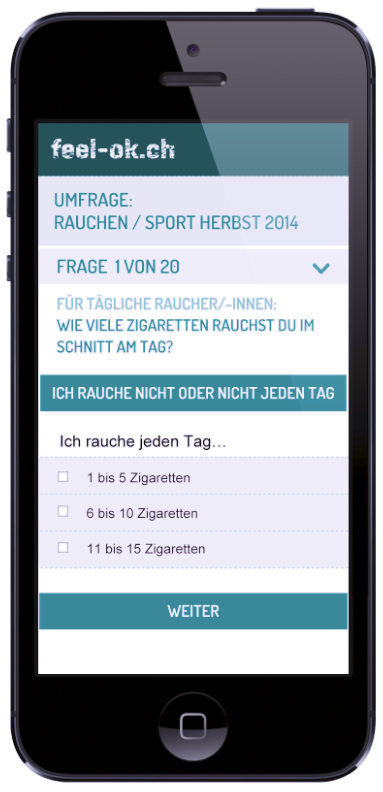 feel-ok.ch
UMFRAGE:
RAUCHEN / SPORT HERBST 2014
FRAGE 1 VON 20
FÜR TÄGLICHE RAUCHER/-INNEN:
WIE VIELE ZIGARETTEN RAUCHST DU IM
SCHNITT AM TAG?
ICH RAUCHE NICHT ODER NICHT JEDEN TAG
Ich rauche jeden Tag...
1 bis 5 Zigaretten
6 bis 10 Zigaretten
11 bis 15 Zigaretten
WEITER